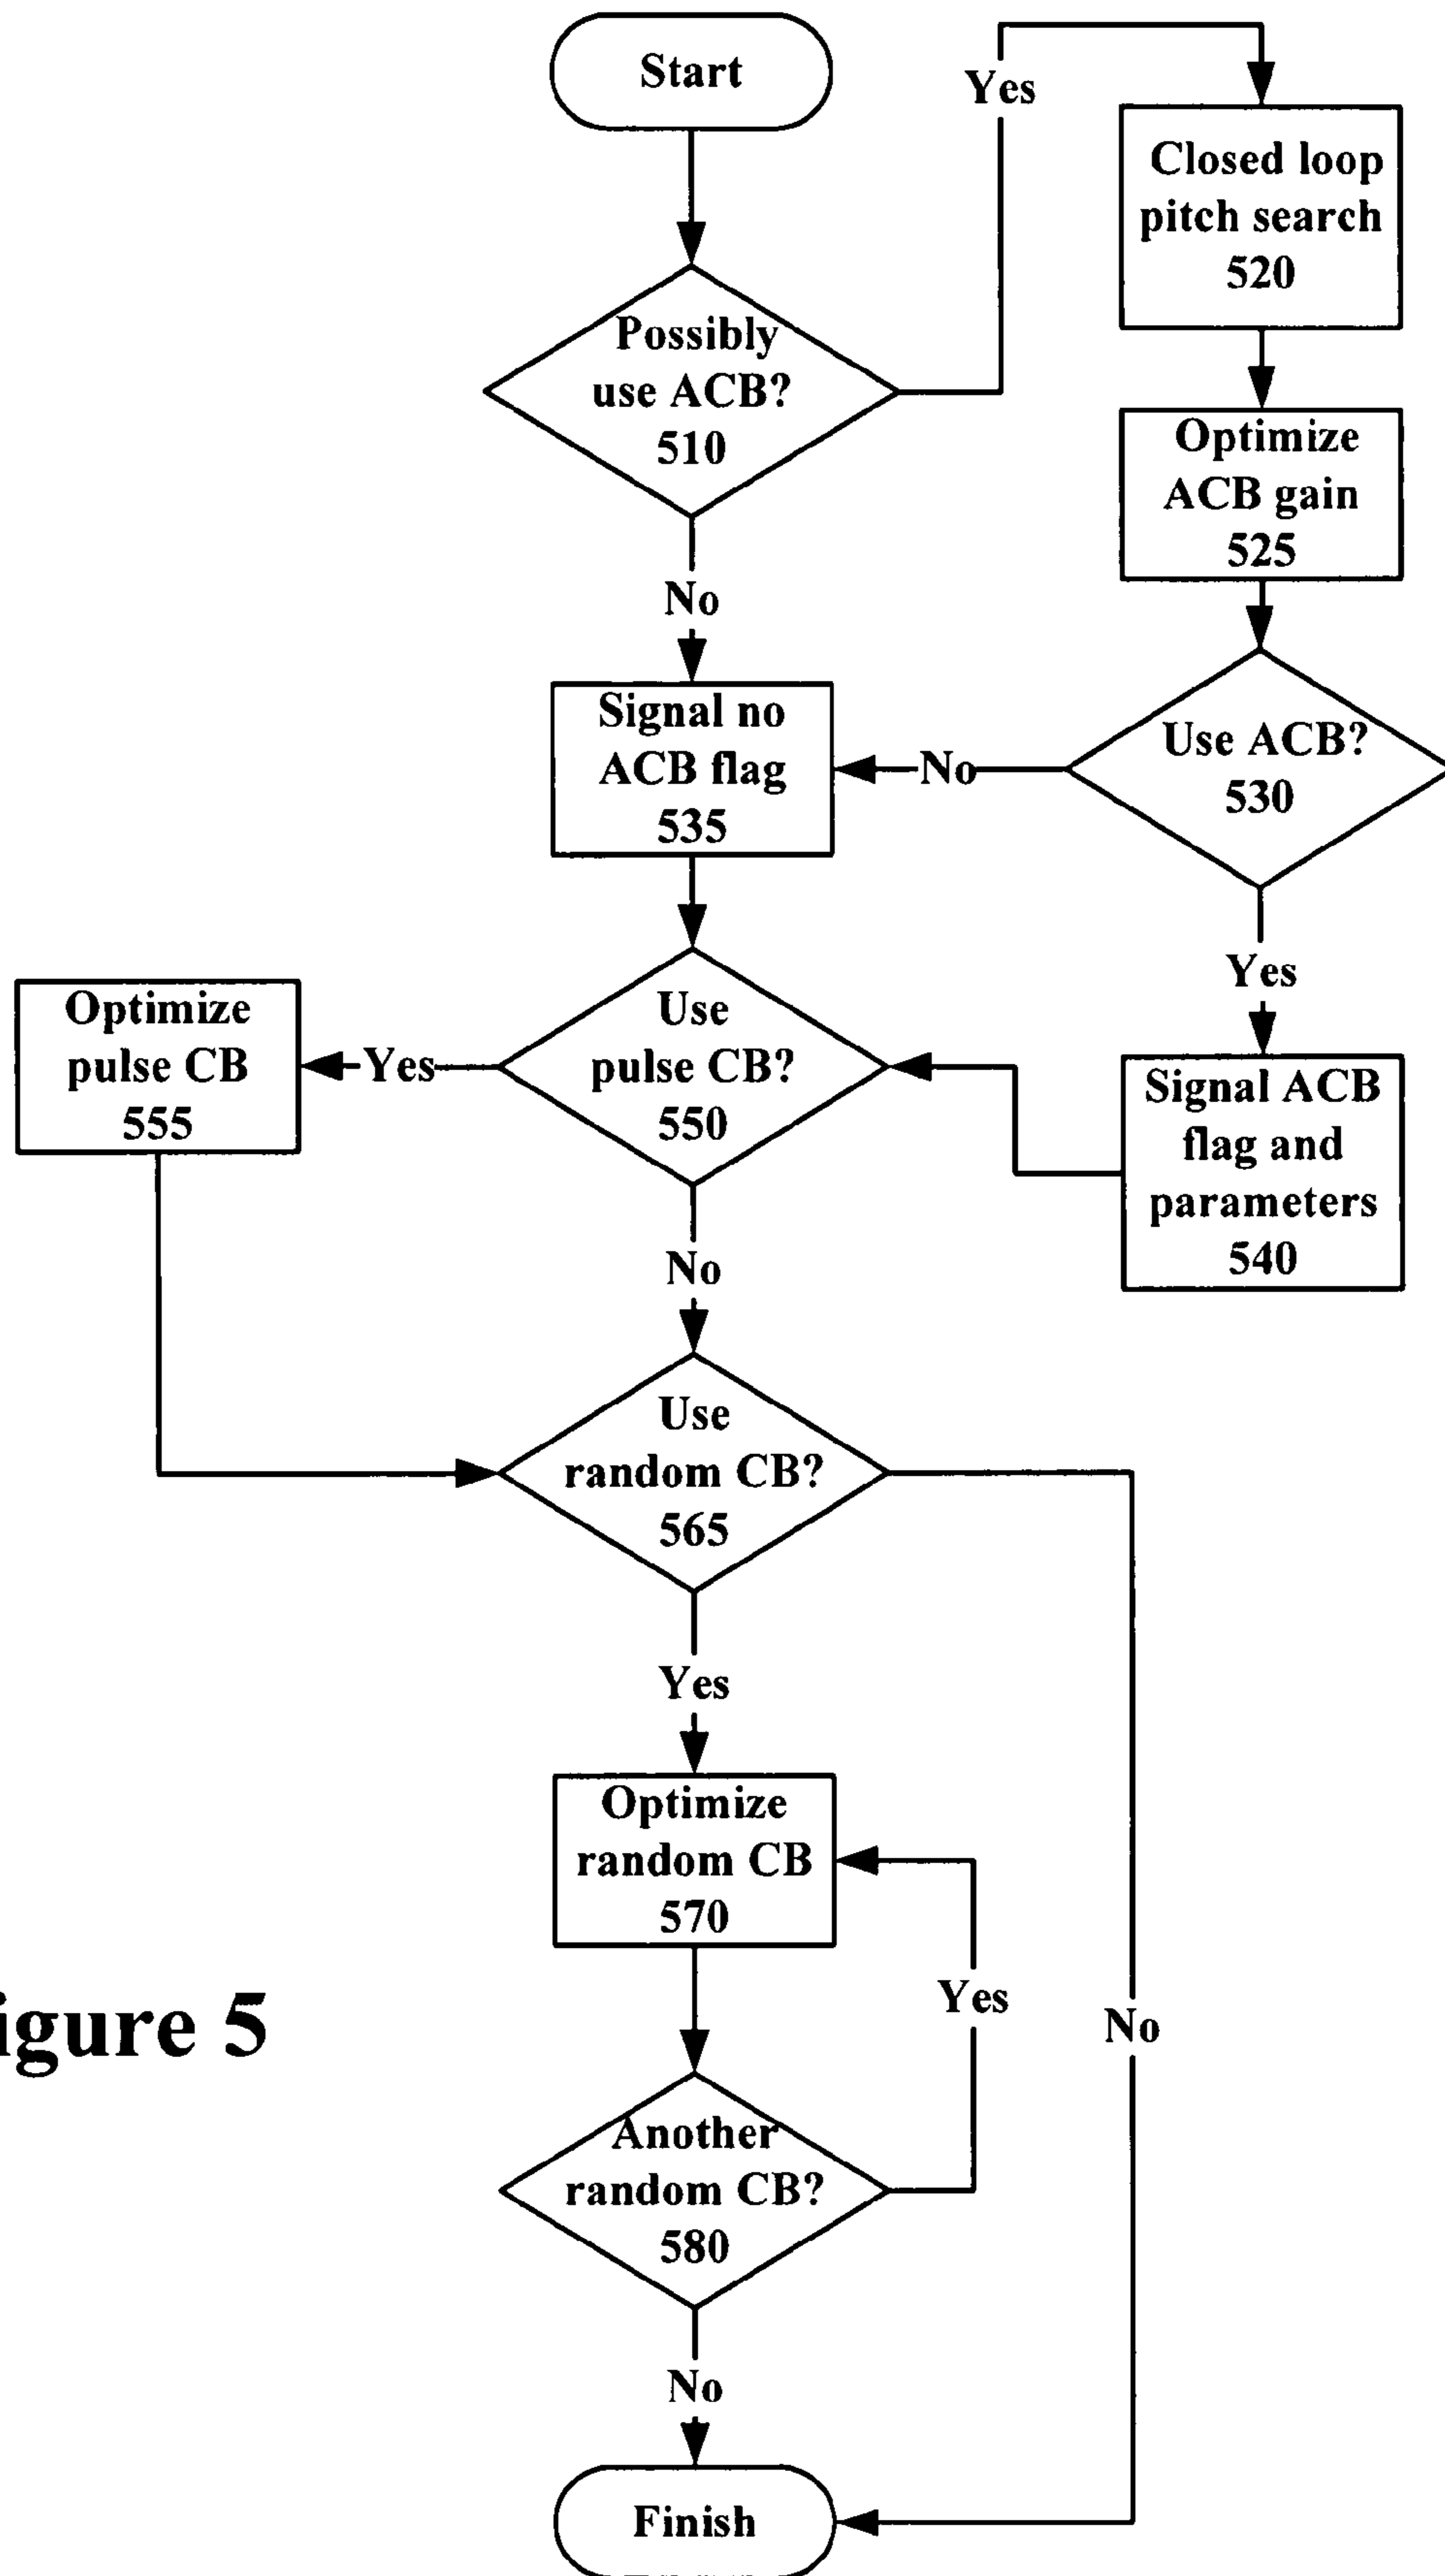 Start
Yes
Closed loop
pitch search
520
Possibly
use ACB?
510
Optimize
ACB gain
525
No
Signal no
ACB flag
535
No
Use ACB?
530
Yes
Optimize
pulse CB
555
Yes
Use
pulse CB?
550
Signal ACB
flag and
parameters
540
No
Use
random CB?
565
Yes
Optimize
random CB
570
Yes
No
igure 5
Another
random CB?
580
No
Finish